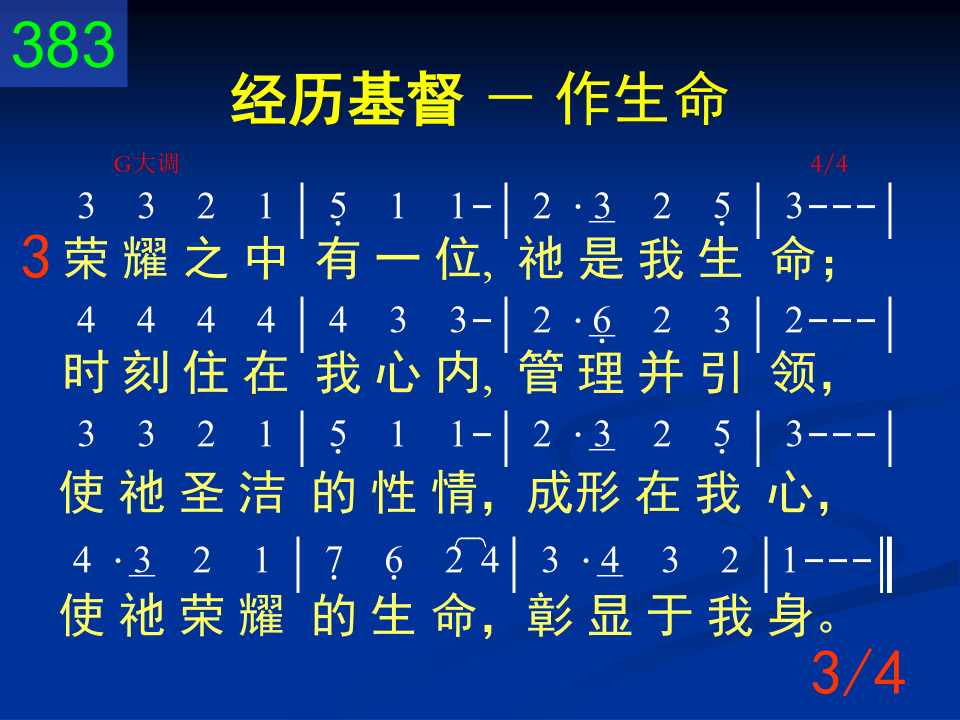 383
经历基督 － 作生命
G大调 4/4
3 3 2 1 | 5̣ 1 1- | 2 · 3̲ 2 5̣ | 3--- |
3 荣耀之中 有一位, 祂是我生 命；
4 4 4 4 | 4 3 3- | 2 · 6̲̣ 2 3 | 2--- |
时刻住在 我心内, 管理并引 领，
3 3 2 1 | 5̣ 1 1- | 2 · 3̲ 2 5̣ | 3--- |
使祂圣洁 的性情，成形在我 心，
4 · 3̲ 2 1 | 7̣ 6̣ 2 4 | 3 · 4̲ 3 2 | 1--- ‖
使祂荣耀 的生命，彰显于我 身。
3/4